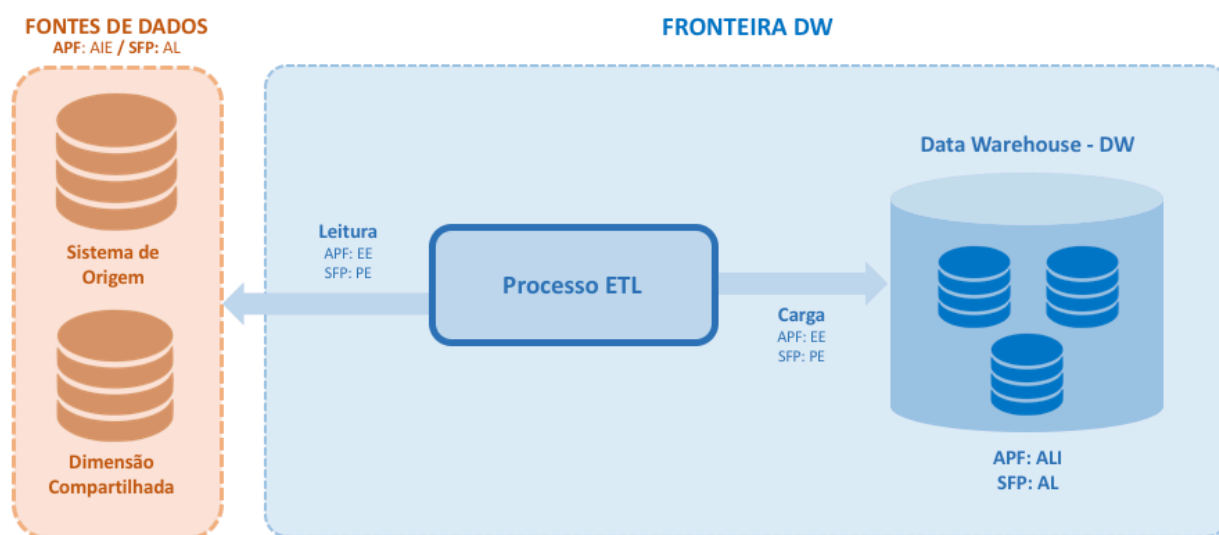 FONTES DE DADOS
APF: AIE / SFP: AL
Sistema de
Origem
Dimensão
Compartilhada
FRONTEIRA DW
Leitura
APF: EE
SFP: PE
Processo ETL
Carga
APF: EE
SFP: PE
Data Warehouse - DW
APF: ALI
SFP: AL